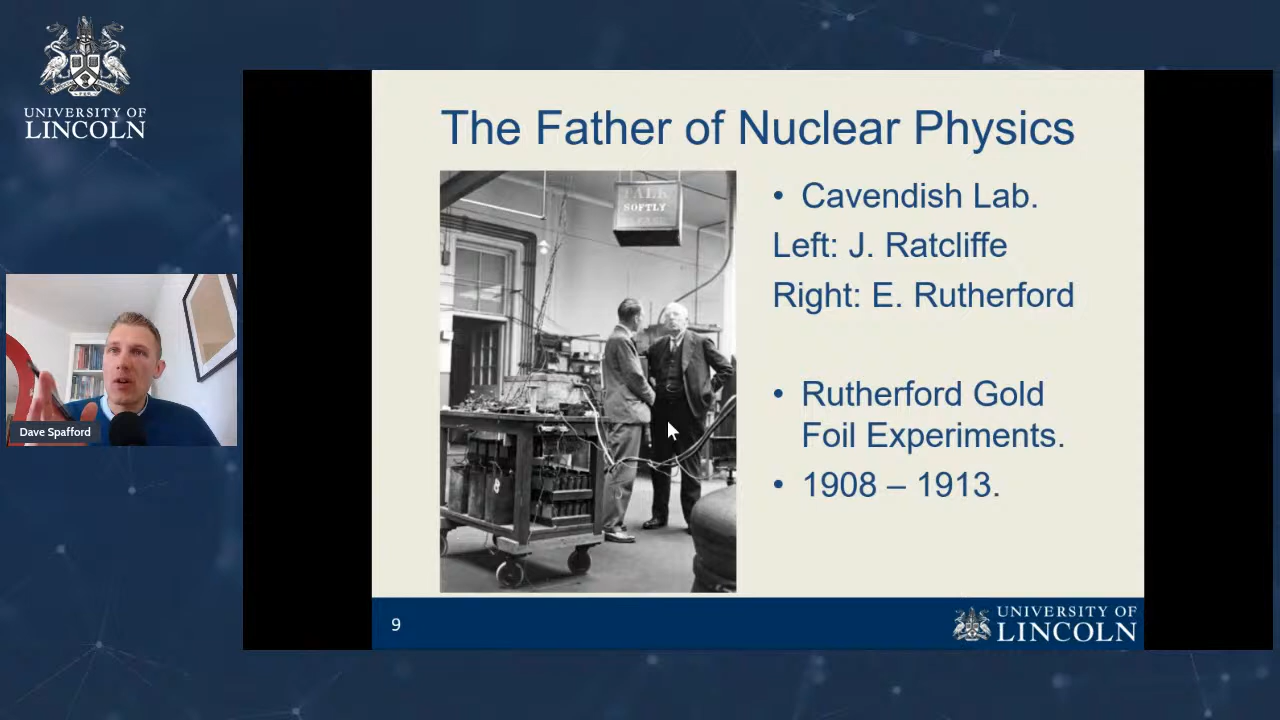 UNIVERSITY OF
LINCOLN
The Father of Nuclear Physics
TALK
SOFTLY
PLEASE
• Cavendish Lab.
Left: J. Ratcliffe
Right: E. Rutherford
• Rutherford Gold
Foil Experiments.
• 1908 – 1913.
Dave Spafford
9
UNIVERSITY OF
LINCOLN